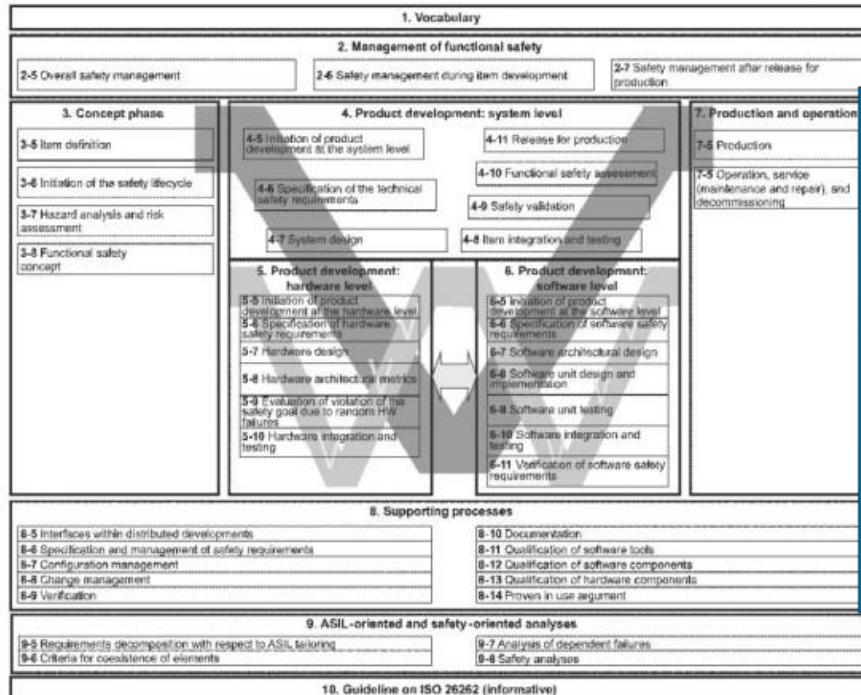 1. Vocabulary
2. Management of functional safety
2-5 Overall safety management
2-6 Safety management during item development
2-7 Safety management after release for
production
3. Concept phase
3-5 Item definition
3-6 Initiation of the safety lifecycle
3-7 Hazard analysis and risk
assessment
3-8 Functional safety
concept
4. Product development: system level
4-5 Initiation of product
development at the system level
4-6 Specification of the technical
safety requirements
4-7 System design
4-11 Release for production
4-10 Functional safety assessment
4-9 Safety validation
4-8 Item integration and testing
7. Production and operation
7-5 Production
7-5 Operation, service
(maintenance and repair), and
decommissioning
5. Product development:
hardware level
5-5 Initiation of product
development at the hardware level
5-6 Specification of hardware
safety requirements
5-7 Hardware design
5-8 Hardware architectural metrics
5-9 Evaluation of violation of the
safety goal due to random HW
failures
5-10 Hardware integration and
testing
6. Product development:
software level
6-5 Initiation of product
development at the software level
6-6 Specification of software safety
requirements
6-7 Software architectural design
6-8 Software unit design and
implementation
6-9 Software unit testing
6-10 Software integration and
testing
6-11 Verification of software safety
requirements
8. Supporting processes
8-5 Interfaces within distributed developments
8-6 Specification and management of safety requirements
8-7 Configuration management
8-8 Change management
8-9 Verification
8-10 Documentation
8-11 Qualification of software tools
8-12 Qualification of software components
8-13 Qualification of hardware components
8-14 Proven in use argument
9. ASIL-oriented and safety-oriented analyses
9-5 Requirements decomposition with respect to ASIL tailoring
9-6 Criteria for coexistence of elements
9-7 Analysis of dependent failures
9-8 Safety analyses
10. Guideline on ISO 26262 (informative)